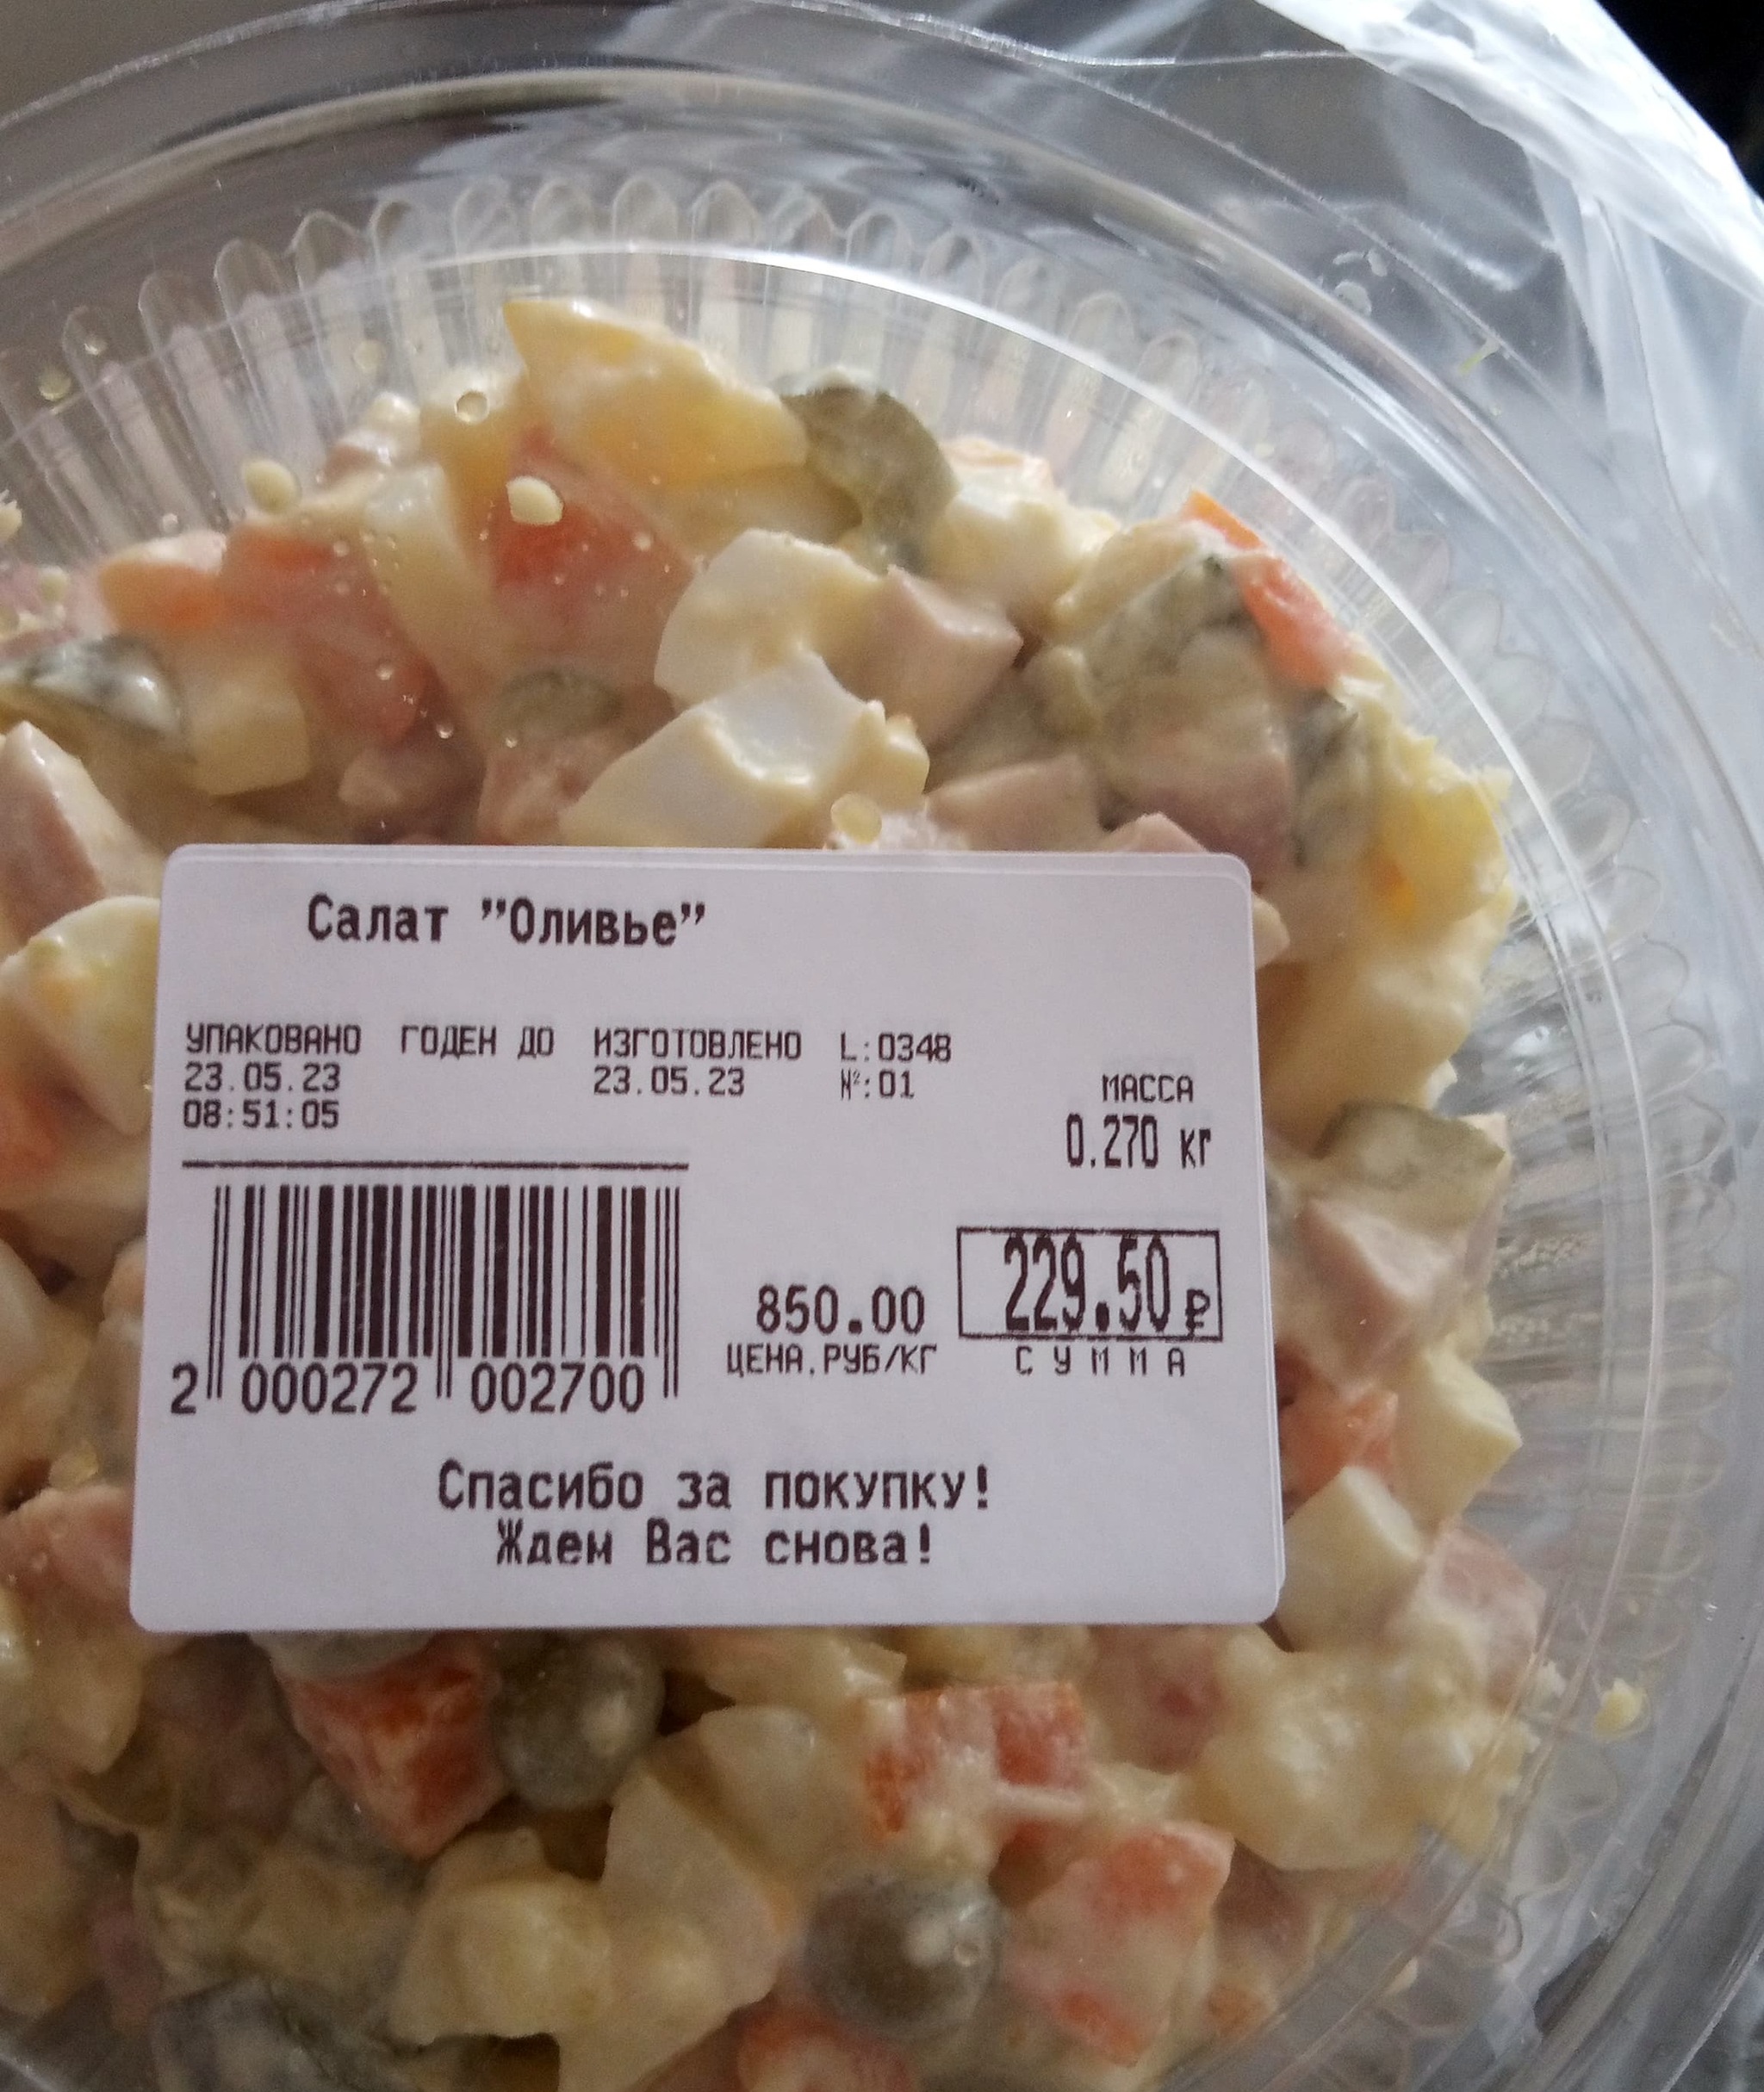 Салат "Оливье"
УПАКОВАНО ГОДЕН ДО ИЗГОТОВЛЕНО L:0348
23.05.23 23.05.23 №:01
08:51:05
МАССА
0.270 кг
850.00 229.50 ₽
ЦЕНА.РУБ/КГ СУММА
2 000272 002700
Спасибо за покупку!
Ждем Вас снова!